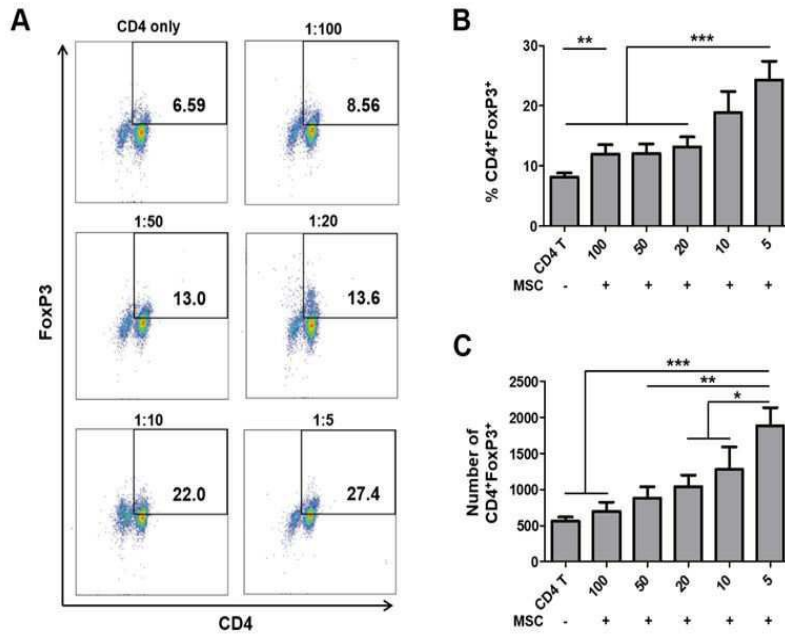 A
CD4 only
1:100
6.59
8.56
1:50
1:20
13.0
13.6
1:10
1:5
22.0
27.4
FoxP3
CD4
B
% CD4⁺FoxP3⁺
40
30
20
10
0
**
***
CD4 T
100
50
20
10
5
MSC - + + + + +
C
Number of
CD4⁺FoxP3⁺
2500
2000
1500
1000
500
0
***
**
*
CD4 T
100
50
20
10
5
MSC - + + + + +